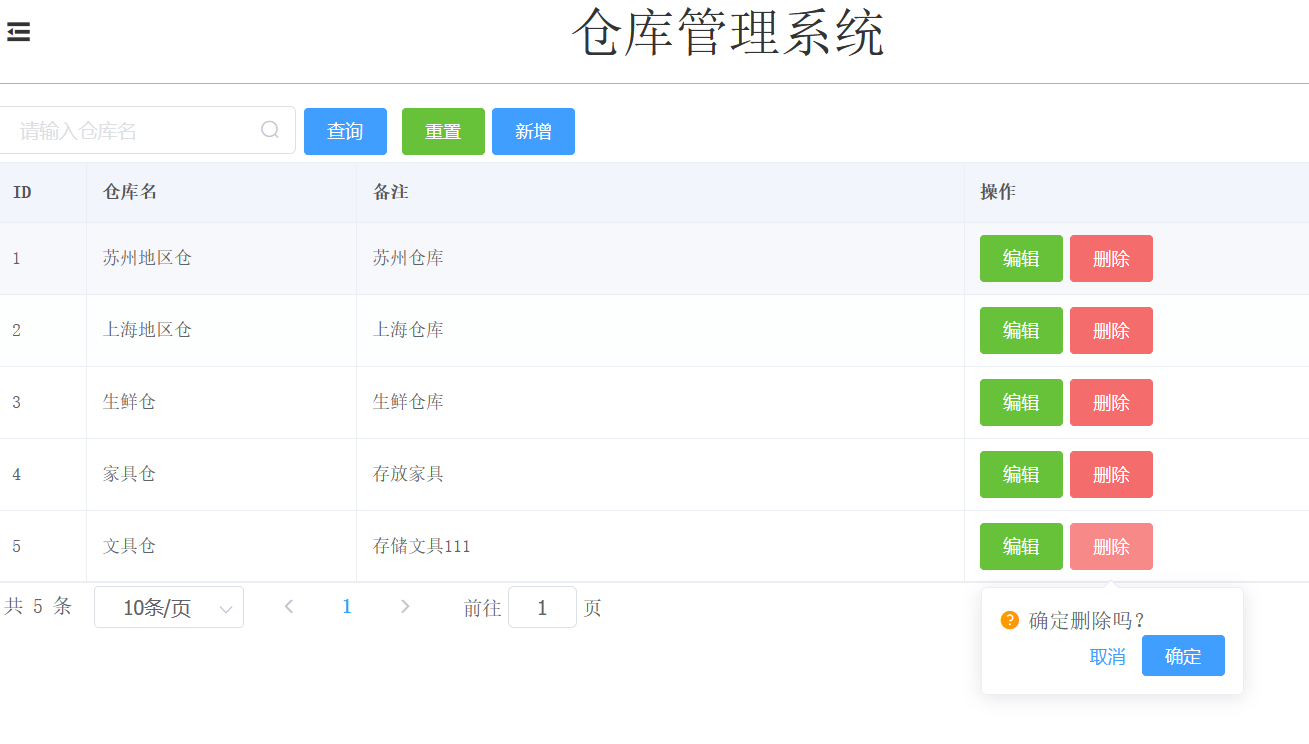 仓库管理系统
请输入仓库名 查询 重置 新增
ID 仓库名 备注 操作
1 苏州地区仓 苏州仓库 编辑 删除
2 上海地区仓 上海仓库 编辑 删除
3 生鲜仓 生鲜仓库 编辑 删除
4 家具仓 存放家具 编辑 删除
5 文具仓 存储文具111 编辑 删除
共 5 条 10条/页 1 前往 1 页
确定删除吗？
取消 确定